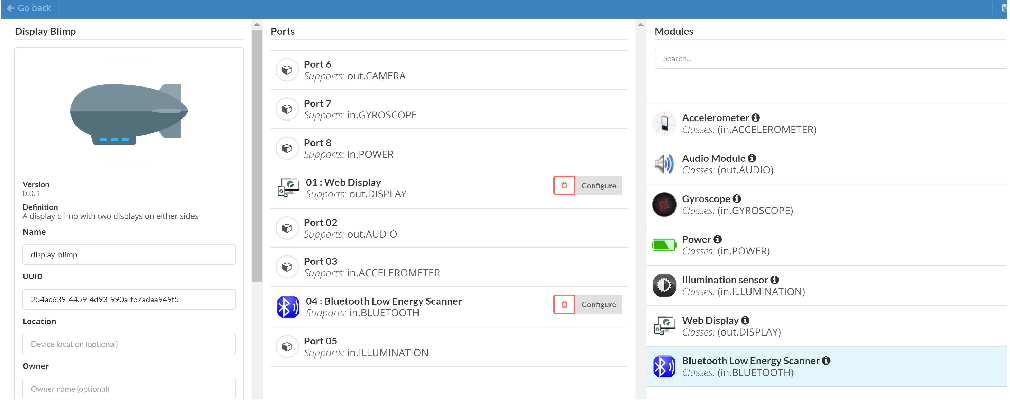 Go back
Display Blimp
Version
0.0.1
Definition
A display blimp with two displays on either sides
Name
display-blimp
UUID
Location
Device location (optional)
Owner
Owner name (optional)
Ports
Port 6
Supports: out.CAMERA
Port 7
Supports: in.GYROSCOPE
Port 8
Supports: in.POWER
01 : Web Display
Supports: out.DISPLAY
Configure
Port 02
Supports: out.AUDIO
Port 03
Supports: in.ACCELEROMETER
04 : Bluetooth Low Energy Scanner
Supports: in.BLUETOOTH
Configure
Port 05
Supports: in.ILLUMINATION
Modules
Search...
Accelerometer
Classes: (in.ACCELEROMETER)
Audio Module
Classes: (out.AUDIO)
Gyroscope
Classes: (in.GYROSCOPE)
Power
Classes: (in.POWER)
Illumination sensor
Classes: (in.ILLUMINATION)
Web Display
Classes: (out.DISPLAY)
Bluetooth Low Energy Scanner
Classes: (in.BLUETOOTH)